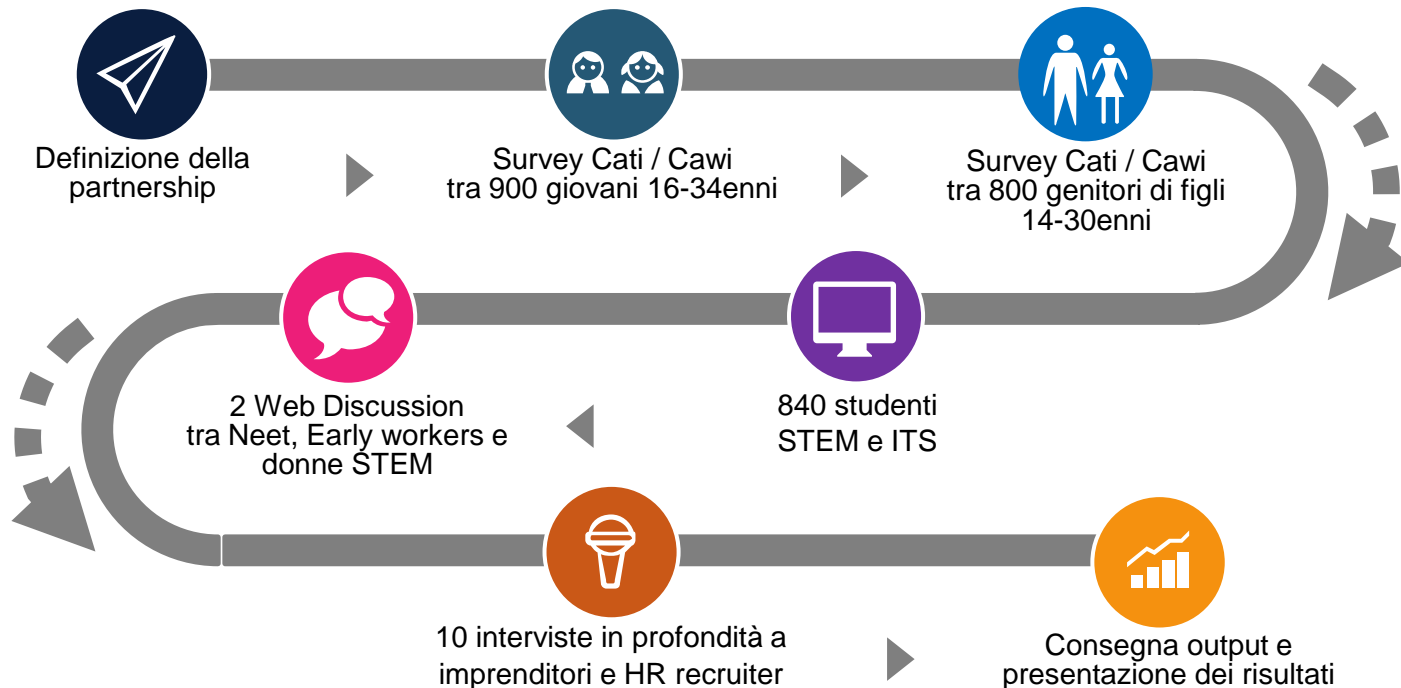 Definizione della
partnership
Survey Cati / Cawi
tra 900 giovani 16-34enni
Survey Cati / Cawi
tra 800 genitori di figli
14-30enni
840 studenti
STEM e ITS
2 Web Discussion
tra Neet, Early workers e
donne STEM
10 interviste in profondità a
imprenditori e HR recruiter
Consegna output e
presentazione dei risultati